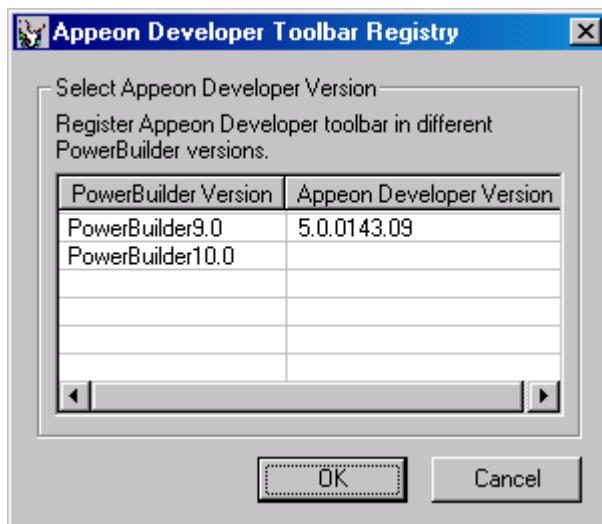 Appeon Developer Toolbar Registry
Select Appeon Developer Version
Register Appeon Developer toolbar in different
PowerBuilder versions.
PowerBuilder Version Appeon Developer Version
PowerBuilder9.0 5.0.0143.09
PowerBuilder10.0
OK Cancel